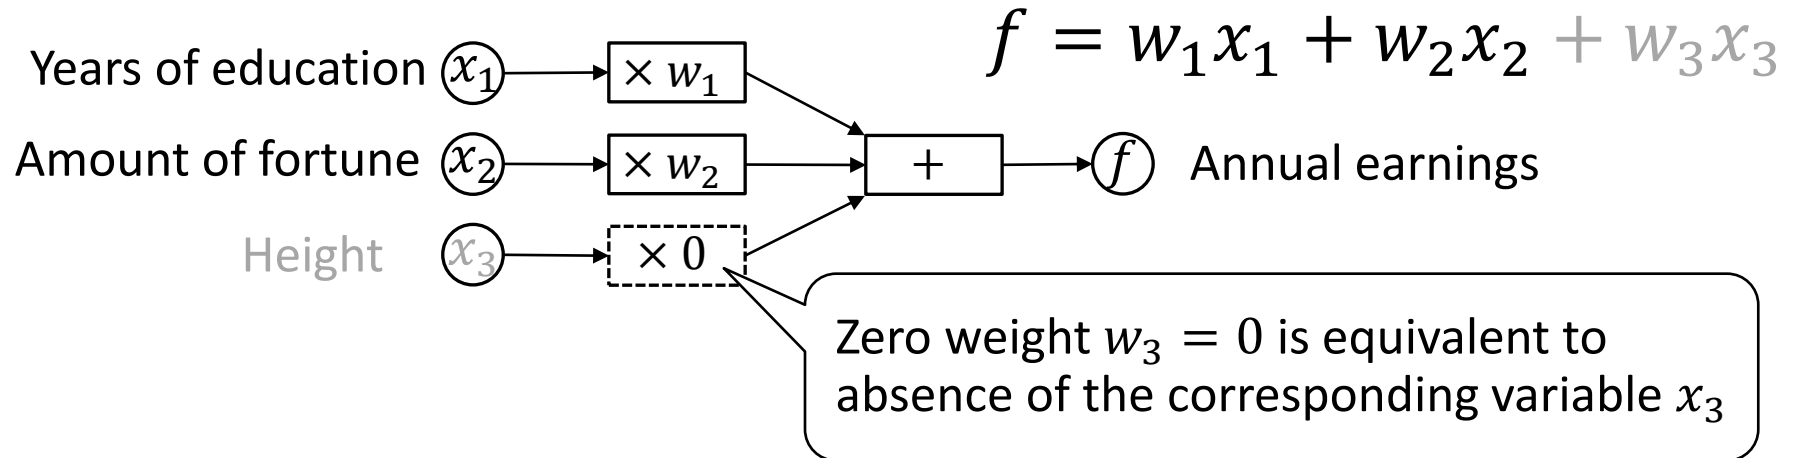 f = w₁x₁ + w₂x₂ + w₃x₃
Years of education x₁ × w₁
Amount of fortune x₂ × w₂ + f Annual earnings
Height x₃ × 0
Zero weight w₃ = 0 is equivalent to
absence of the corresponding variable x₃